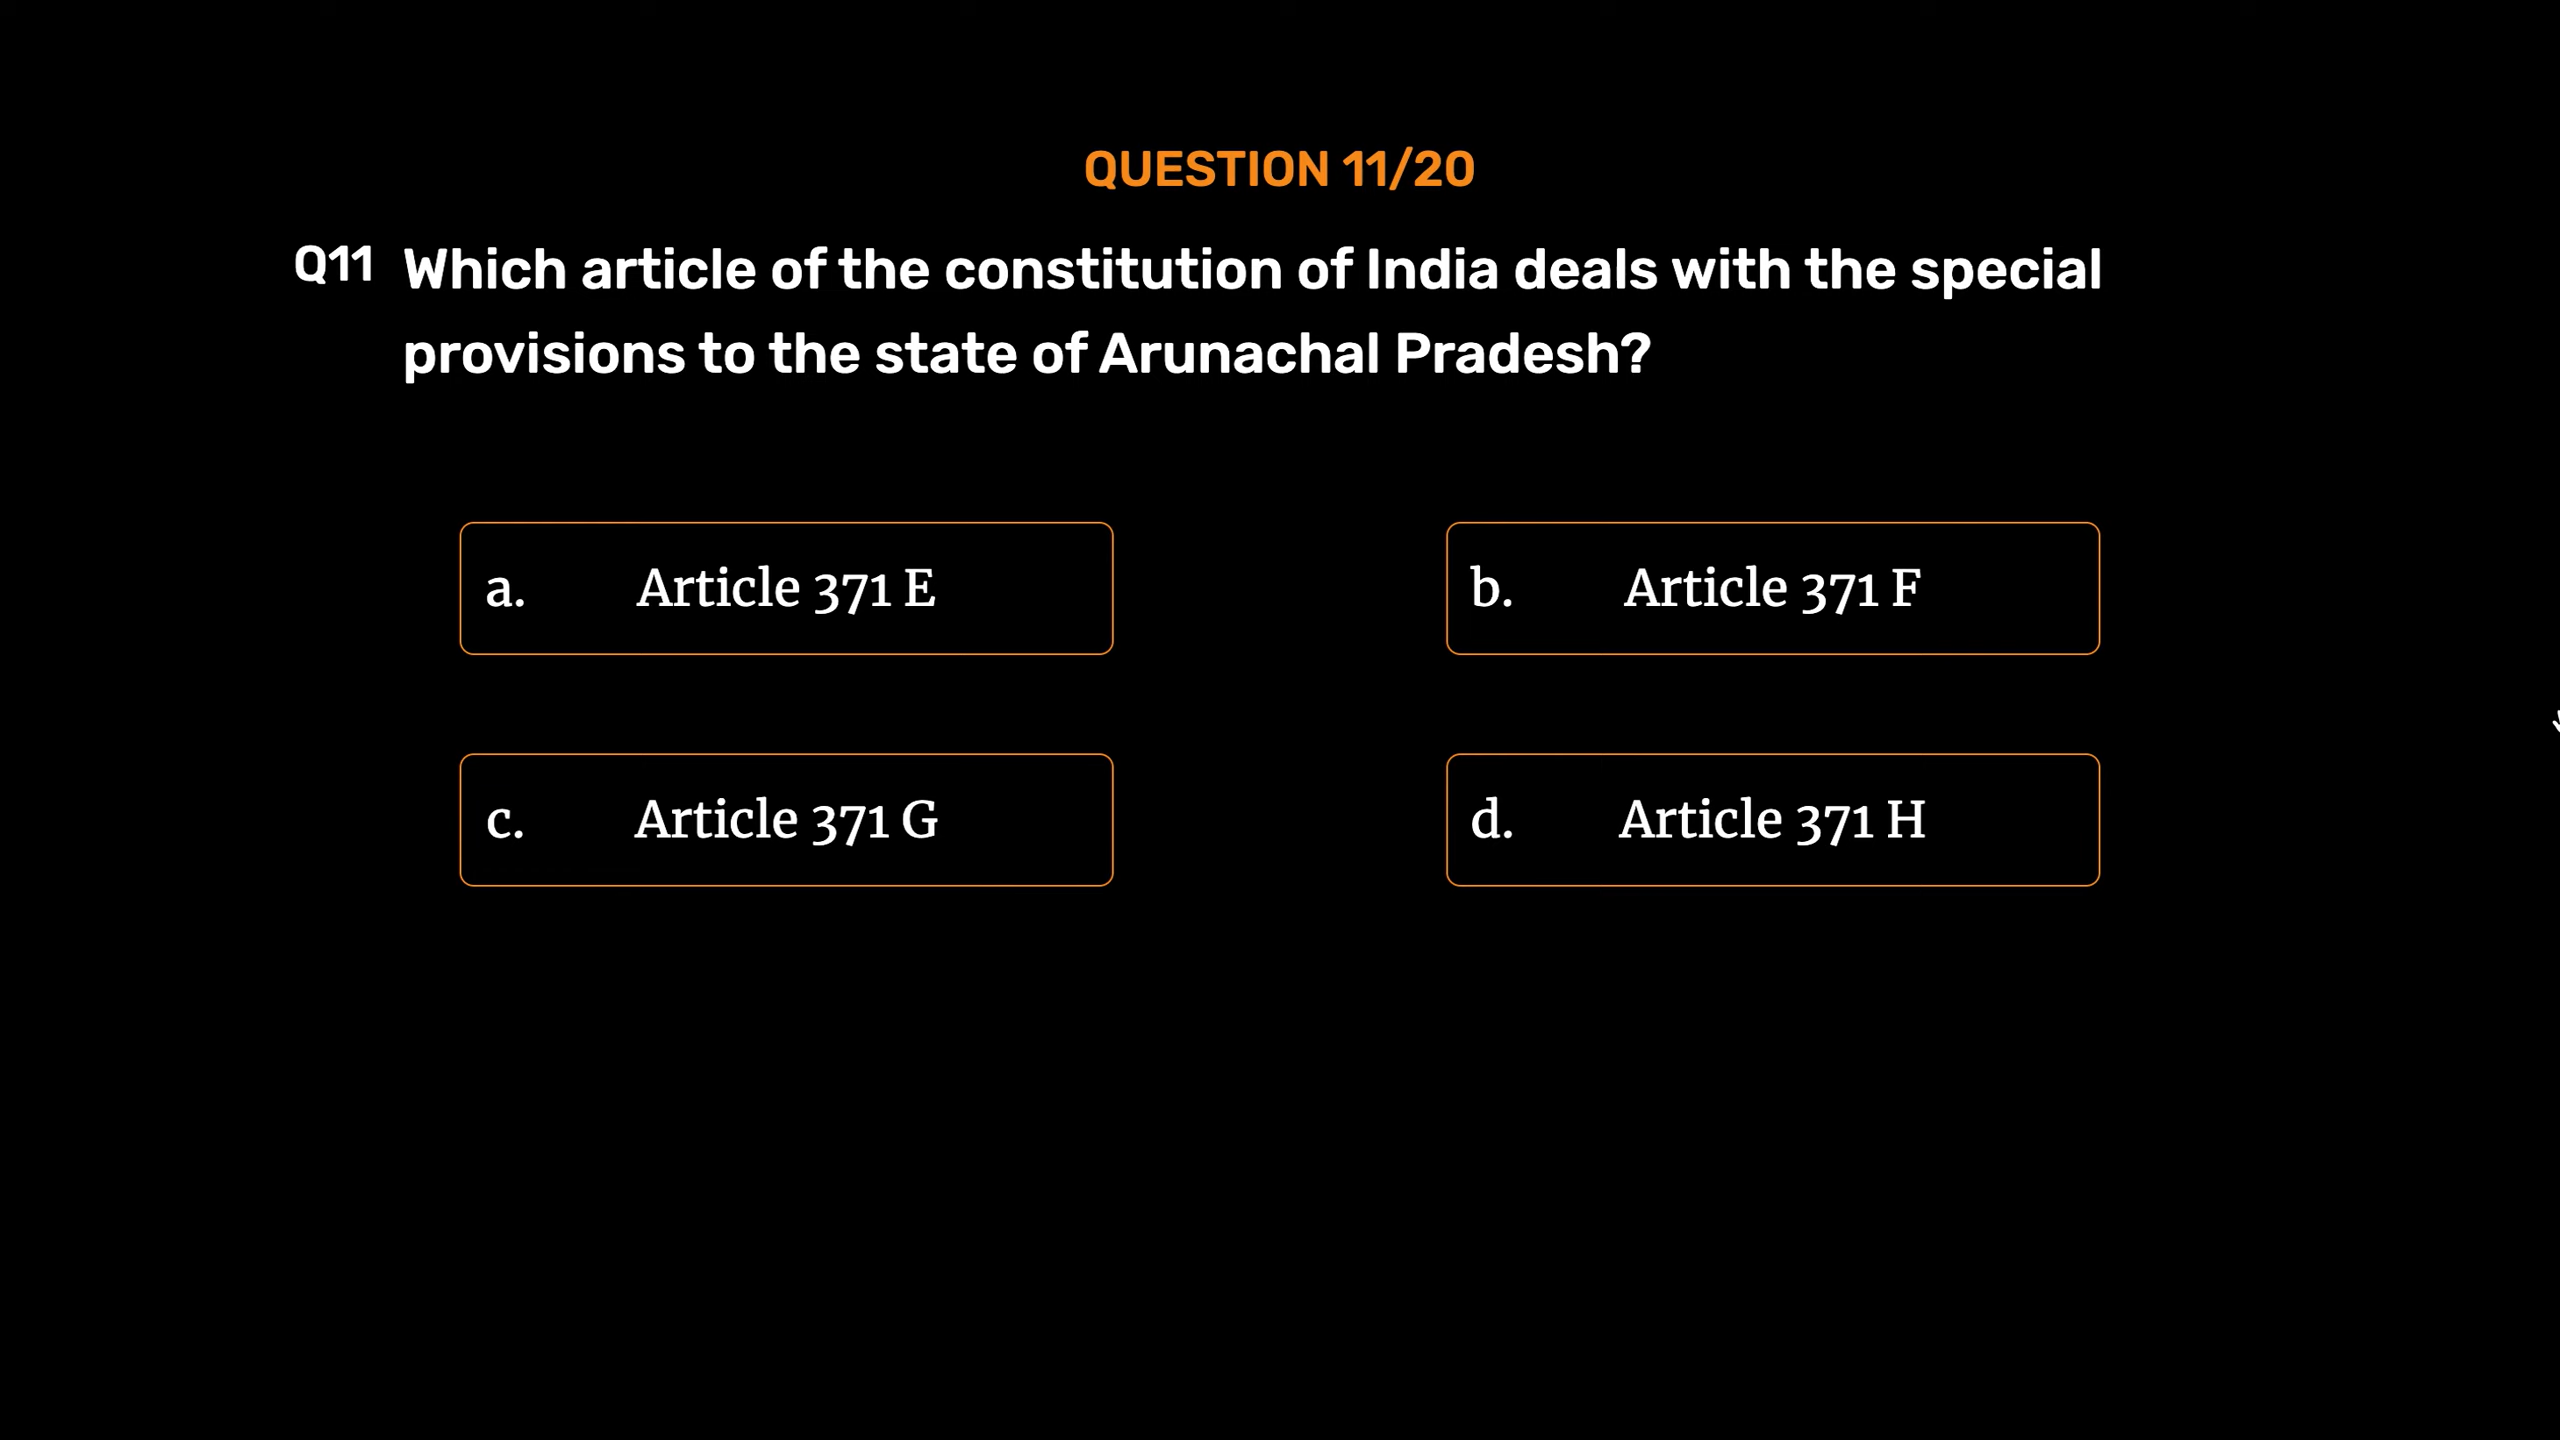 QUESTION 11/20
Q11 Which article of the constitution of India deals with the special
provisions to the state of Arunachal Pradesh?
a. Article 371 E
b. Article 371 F
c. Article 371 G
d. Article 371 H